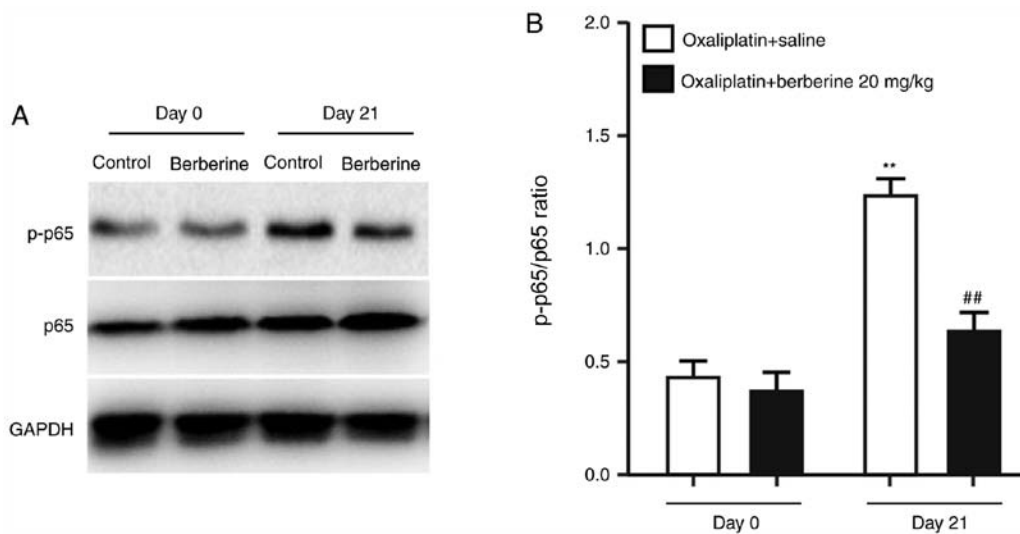 A
Day 0
Day 21
Control
Berberine
Control
Berberine
p-p65
p65
GAPDH
B
Oxaliplatin+saline
Oxaliplatin+berberine 20 mg/kg
p-p65/p65 ratio
2.0
1.5
1.0
0.5
0.0
**
##
Day 0
Day 21